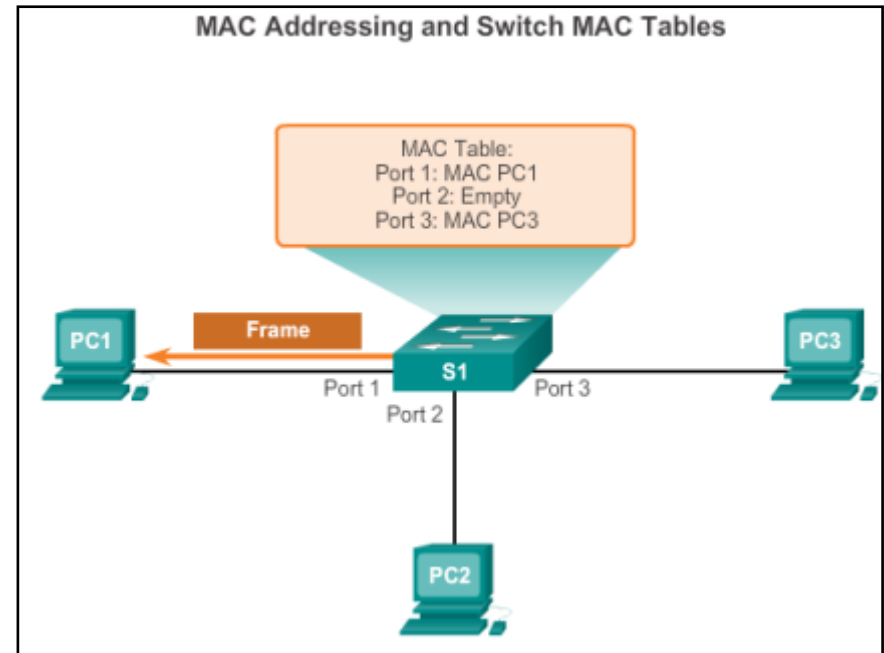 MAC Addressing and Switch MAC Tables
MAC Table:
Port 1: MAC PC1
Port 2: Empty
Port 3: MAC PC3
Frame
PC1
PC3
S1
Port 1
Port 3
Port 2
PC2